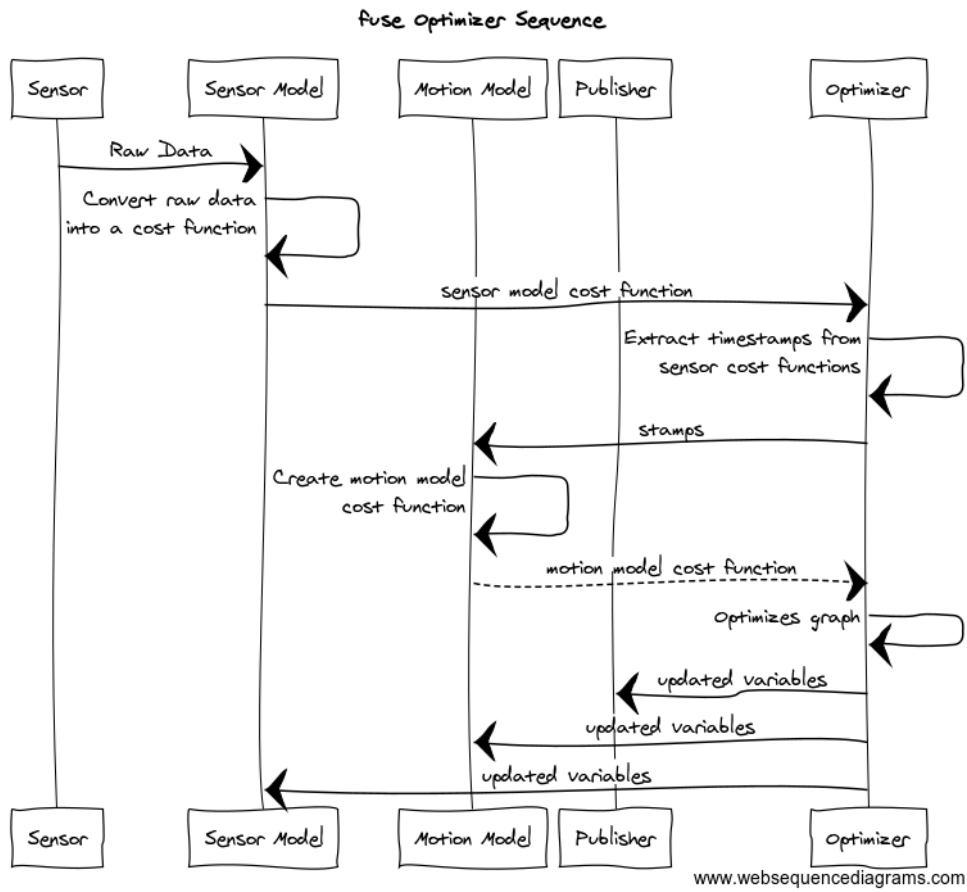 fuse Optimizer Sequence
Sensor
Sensor Model
Motion Model
Publisher
Optimizer
Raw Data
Convert raw data
into a cost function
sensor model cost function
Extract timestamps from
sensor cost functions
stamps
Create motion model
cost function
motion model cost function
Optimizes graph
updated variables
updated variables
updated variables
Sensor
Sensor Model
Motion Model
Publisher
Optimizer
www.websequencediagrams.com